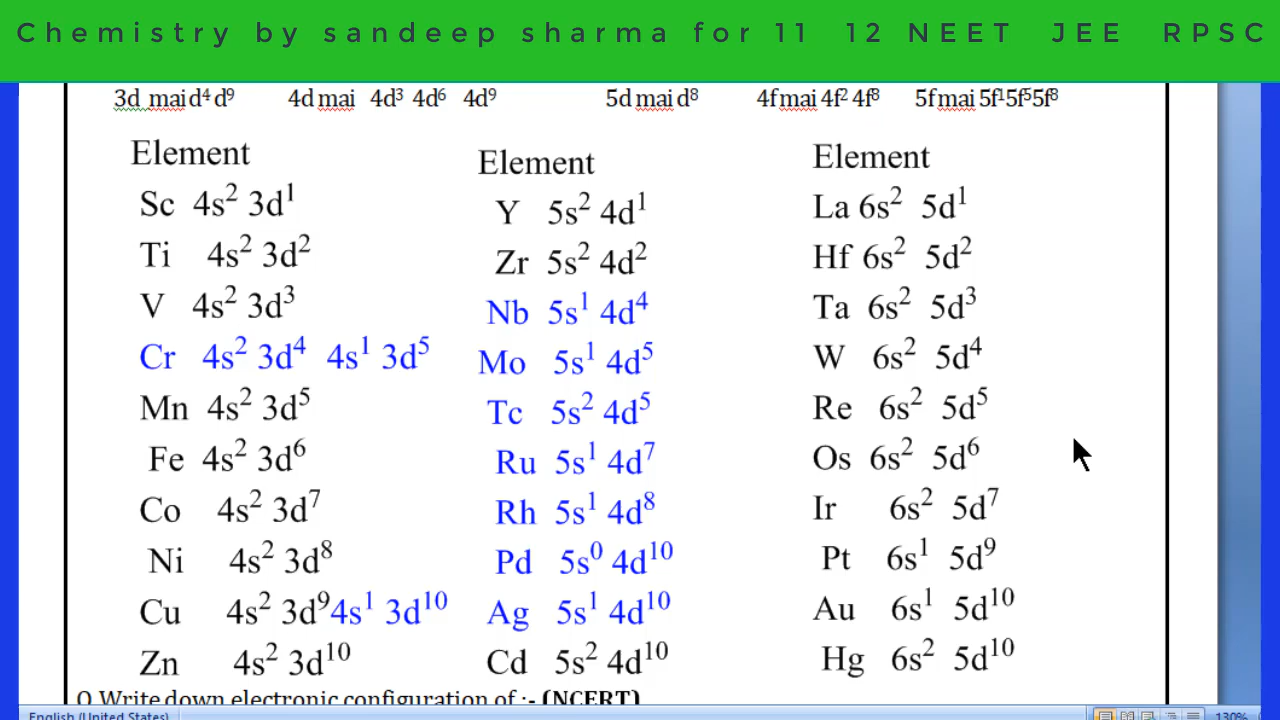 Chemistry by sandeep sharma for 11 12 NEET JEE RPSC
3d mai d⁴ d⁹ 4d mai 4d³ 4d⁶ 4d⁹ 5d mai d⁸ 4f mai 4f² 4f⁸ 5f mai 5f¹ 5f⁵ 5f⁸
Element Element Element
Sc 4s² 3d¹ Y 5s² 4d¹ La 6s² 5d¹
Ti 4s² 3d² Zr 5s² 4d² Hf 6s² 5d²
V 4s² 3d³ Nb 5s¹ 4d⁴ Ta 6s² 5d³
Cr 4s² 3d⁴ 4s¹ 3d⁵ Mo 5s¹ 4d⁵ W 6s² 5d⁴
Mn 4s² 3d⁵ Tc 5s² 4d⁵ Re 6s² 5d⁵
Fe 4s² 3d⁶ Ru 5s¹ 4d⁷ Os 6s² 5d⁶
Co 4s² 3d⁷ Rh 5s¹ 4d⁸ Ir 6s² 5d⁷
Ni 4s² 3d⁸ Pd 5s⁰ 4d¹⁰ Pt 6s¹ 5d⁹
Cu 4s² 3d⁹4s¹ 3d¹⁰ Ag 5s¹ 4d¹⁰ Au 6s¹ 5d¹⁰
Zn 4s² 3d¹⁰ Cd 5s² 4d¹⁰ Hg 6s² 5d¹⁰
Q Write down electronic configuration of :- (NCERT)
English (United States) 130%